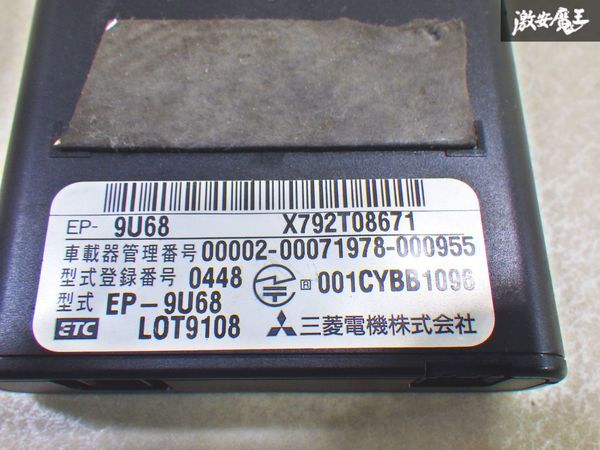 激安魔王
EP- 9U68 X792T08671
車載器管理番号 00002-00071978-000955
型式登録番号 0448 R 001CYBB1096
型式 EP-9U68
ETC LOT9108 三菱電機株式会社